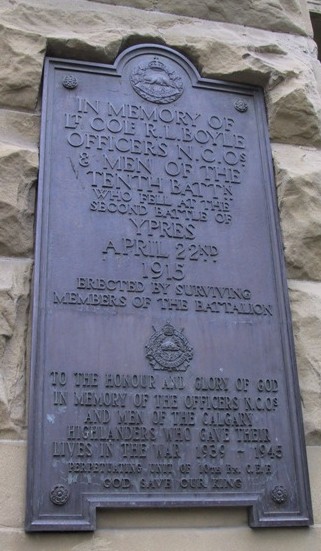 IN MEMORY OF
LT COL R.L. BOYLE
OFFICERS N.C.Os
& MEN OF THE
TENTH BATTN
WHO FELL AT THE
SECOND BATTLE OF
YPRES
APRIL 22ND
1915
ERECTED BY SURVIVING
MEMBERS OF THE BATTALION
TO THE HONOUR AND GLORY OF GOD
IN MEMORY OF THE OFFICERS N.C.Os
AND MEN OF THE CALGARY
HIGHLANDERS WHO GAVE THEIR
LIVES IN THE WAR 1939 - 1945
PERPETUATING UNIT OF 10TH BN. C.E.F.
GOD SAVE OUR KING